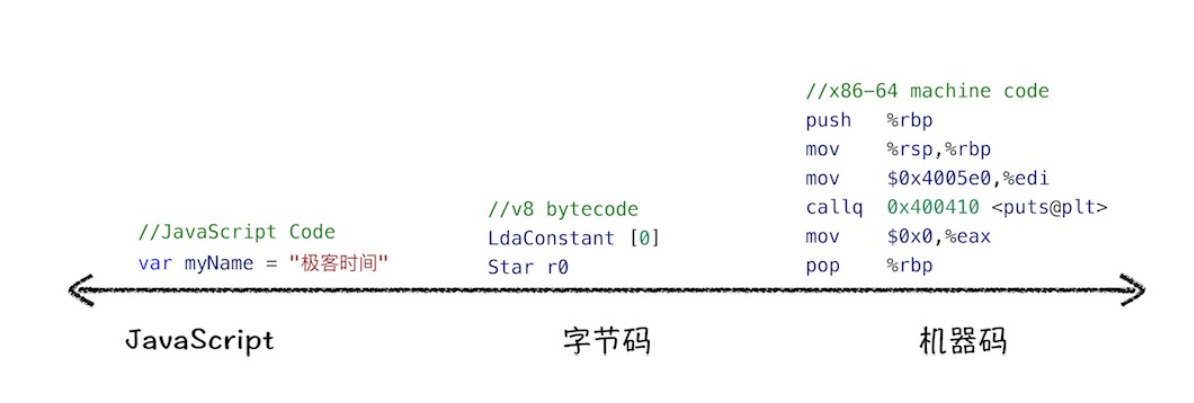 //JavaScript Code
var myName = "极客时间"
//v8 bytecode
LdaConstant [0]
Star r0
//x86-64 machine code
push %rbp
mov %rsp,%rbp
mov $0x4005e0,%edi
callq 0x400410 <puts@plt>
mov $0x0,%eax
pop %rbp
JavaScript
字节码
机器码